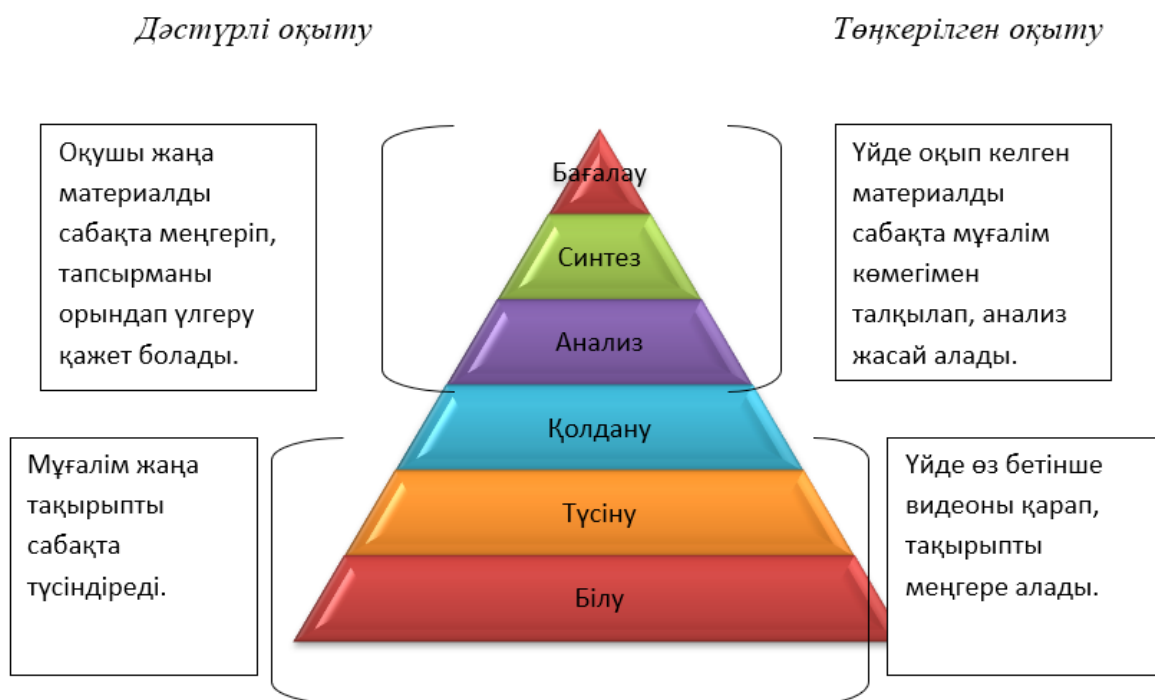 Дәстүрлі оқыту
Төңкерілген оқыту
Оқушы жаңа
материалды
сабақта меңгеріп,
тапсырманы
орындап үлгеру
қажет болады.
Бағалау
Синтез
Анализ
Қолдану
Түсіну
Білу
Үйде оқып келген
материалды
сабақта мұғалім
көмегімен
талқылап, анализ
жасай алады.
Мұғалім жаңа
тақырыпты
сабақта
түсіндіреді.
Үйде өз бетінше
видеоны қарап,
тақырыпты
меңгере алады.